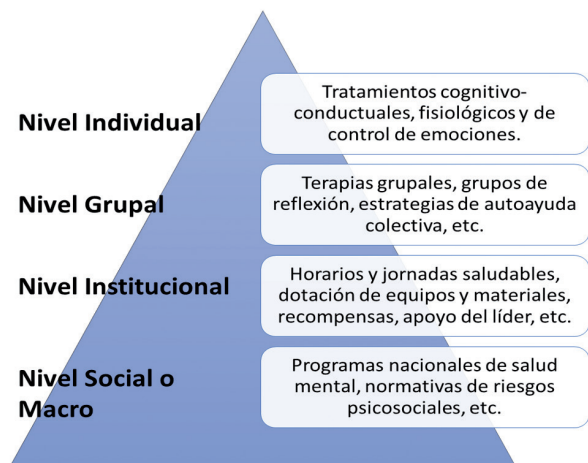 Nivel Individual
Tratamientos cognitivo-
conductuales, fisiológicos y de
control de emociones.
Nivel Grupal
Terapias grupales, grupos de
reflexión, estrategias de autoayuda
colectiva, etc.
Nivel Institucional
Horarios y jornadas saludables,
dotación de equipos y materiales,
recompensas, apoyo del líder, etc.
Nivel Social o
Macro
Programas nacionales de salud
mental, normativas de riesgos
psicosociales, etc.